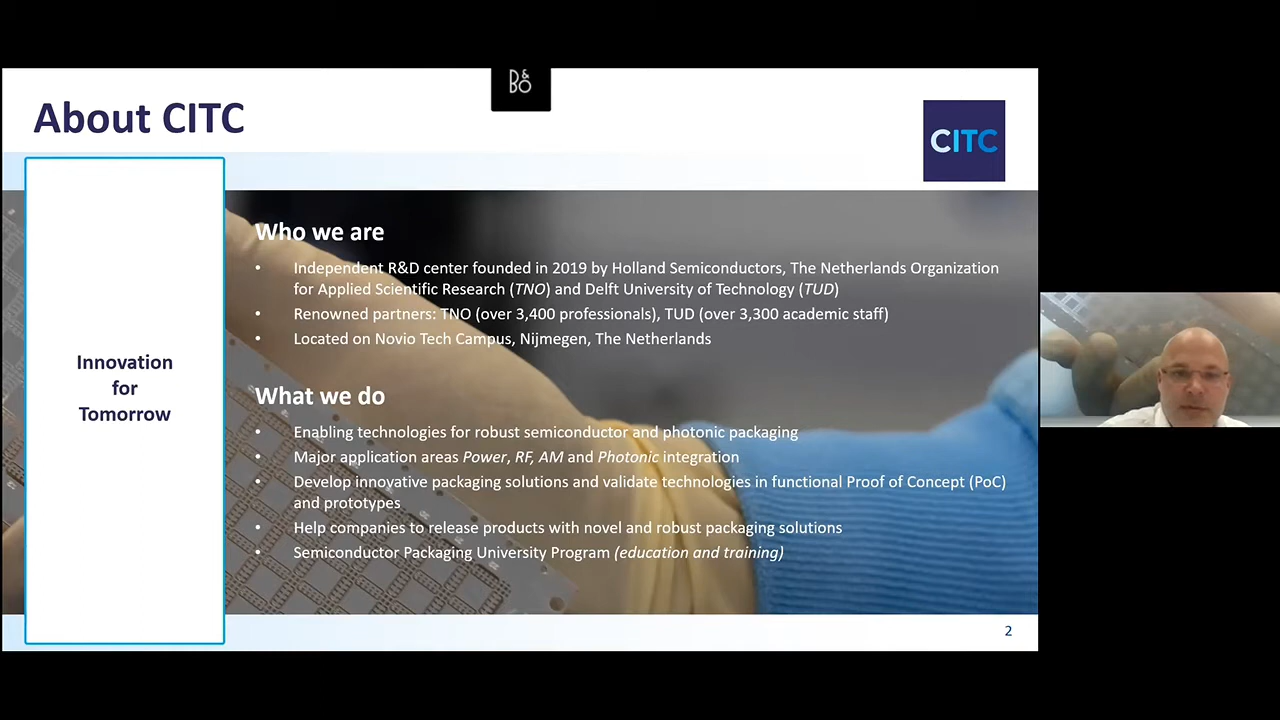 B&O
About CITC
CITC
Innovation
for
Tomorrow
Who we are
• Independent R&D center founded in 2019 by Holland Semiconductors, The Netherlands Organization
for Applied Scientific Research (TNO) and Delft University of Technology (TUD)
• Renowned partners: TNO (over 3,400 professionals), TUD (over 3,300 academic staff)
• Located on Novio Tech Campus, Nijmegen, The Netherlands
What we do
• Enabling technologies for robust semiconductor and photonic packaging
• Major application areas Power, RF, AM and Photonic integration
• Develop innovative packaging solutions and validate technologies in functional Proof of Concept (PoC)
and prototypes
• Help companies to release products with novel and robust packaging solutions
• Semiconductor Packaging University Program (education and training)
2